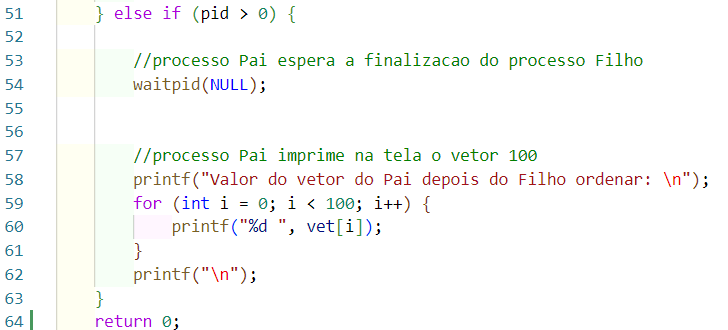 51 } else if (pid > 0) {
52
53 //processo Pai espera a finalizacao do processo Filho
54 waitpid(NULL);
55
56
57 //processo Pai imprime na tela o vetor 100
58 printf("Valor do vetor do Pai depois do Filho ordenar: \n");
59 for (int i = 0; i < 100; i++) {
60 printf("%d ", vet[i]);
61 }
62 printf("\n");
63 }
64 return 0;